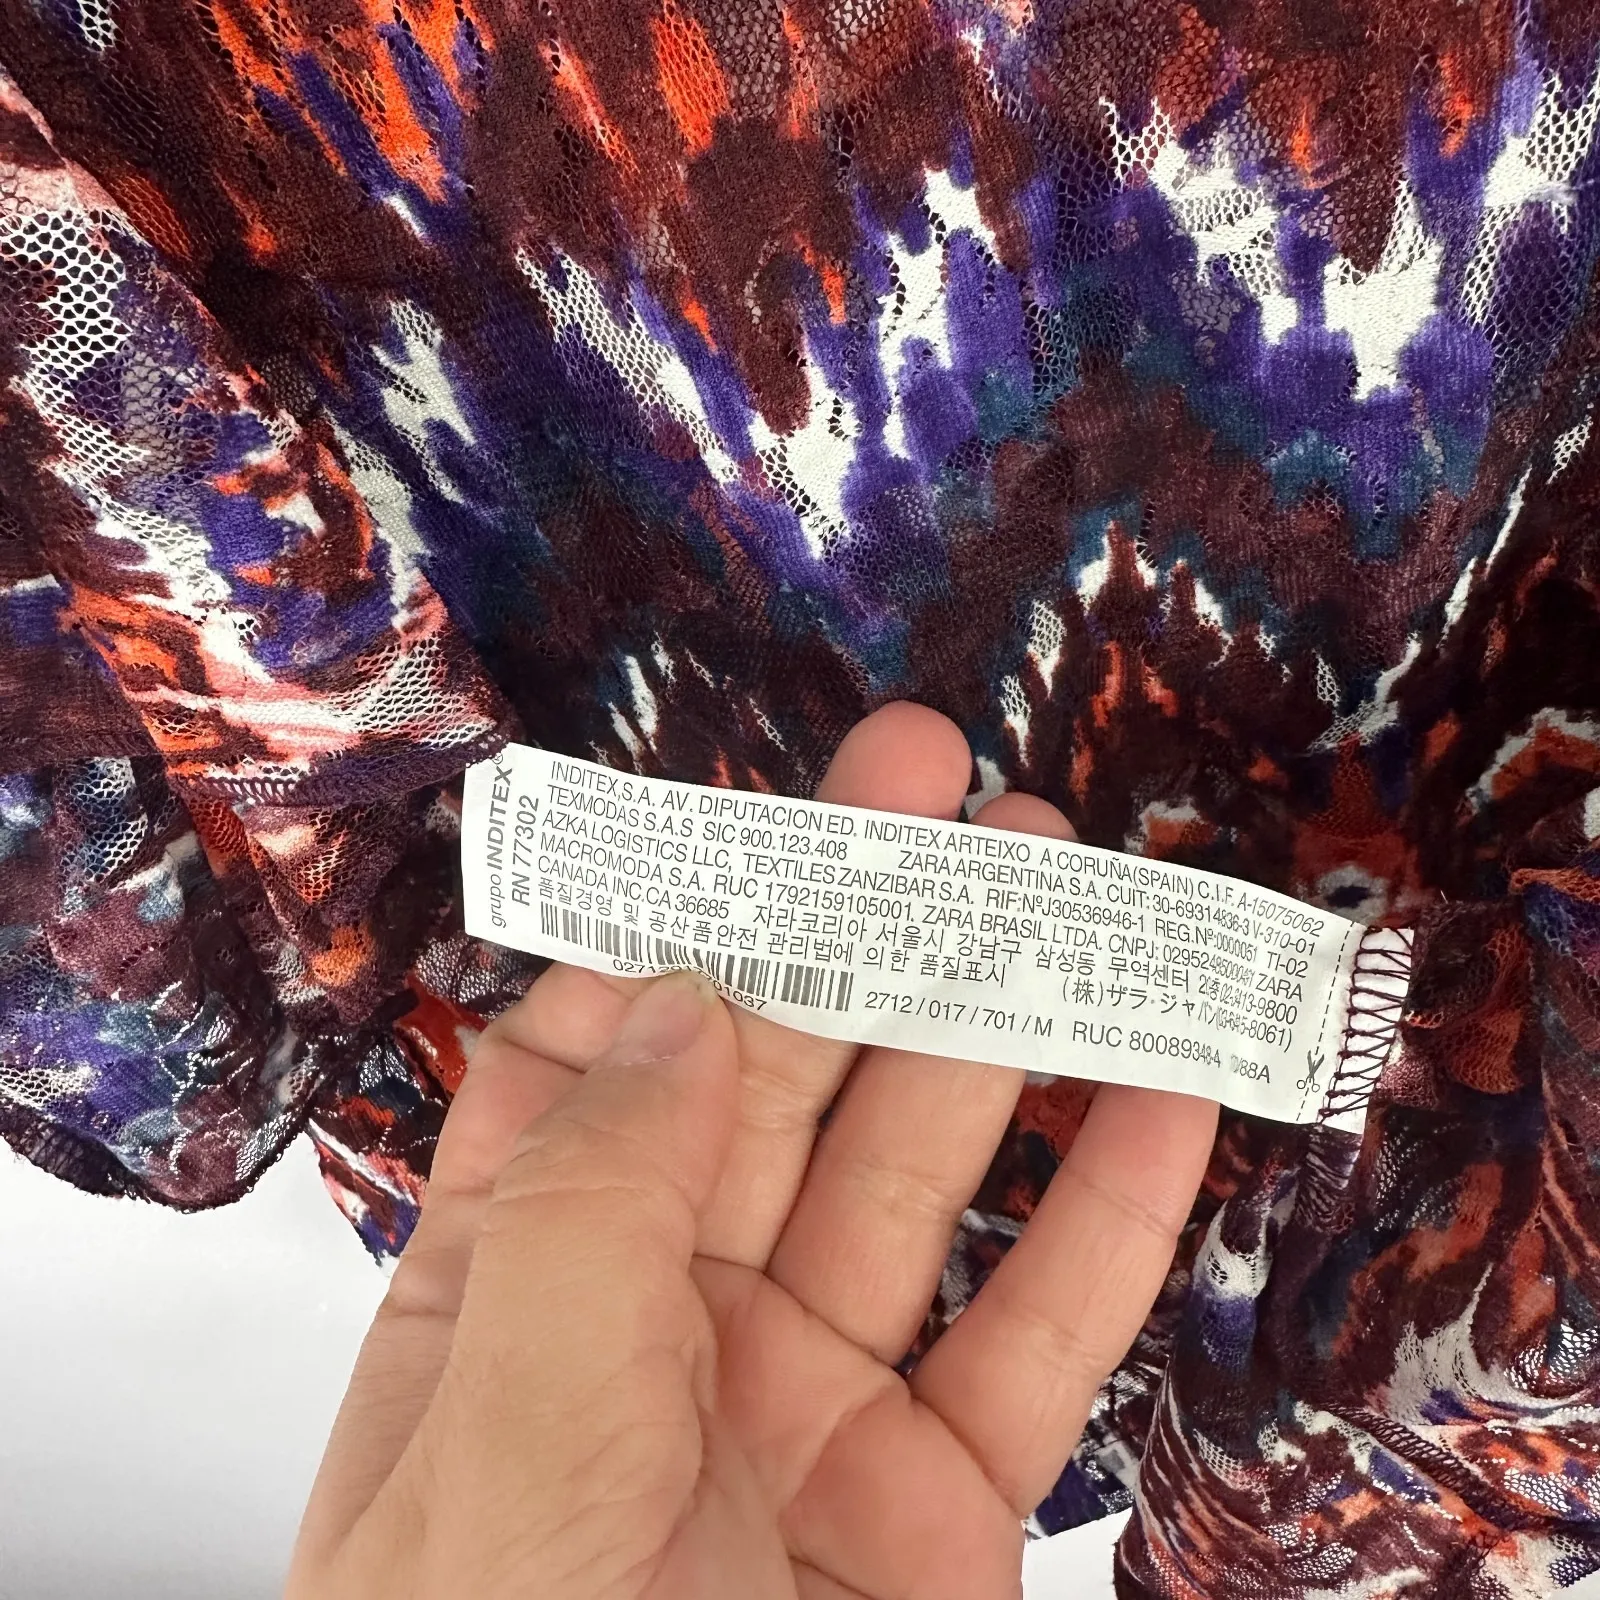 grupo INDITEX®
RN 77302
INDITEX,S.A. AV. DIPUTACION ED. INDITEX ARTEIXO A CORUÑA(SPAIN) C.I.F. A-15075062
TEXMODAS S.A.S SIC 900.123.408 ZARA ARGENTINA S.A. CUIT: 30-69314836-3 V-310-01
AZKA LOGISTICS LLC, TEXTILES ZANZIBAR S.A. RIF:NºJ30536946-1 REG.Nº:0000051 TI-02
MACROMODA S.A. RUC 1792159105001, ZARA BRASIL LTDA. CNPJ: ZARA
CANADA INC.CA 36685 자라코리아 서울시 강남구 삼성동 무역센터
품질경영 및 공산품안전 관리법에 의한 품질표시 (株)ザラ・ジャパン
2712 / 017 / 701 / M RUC 88A